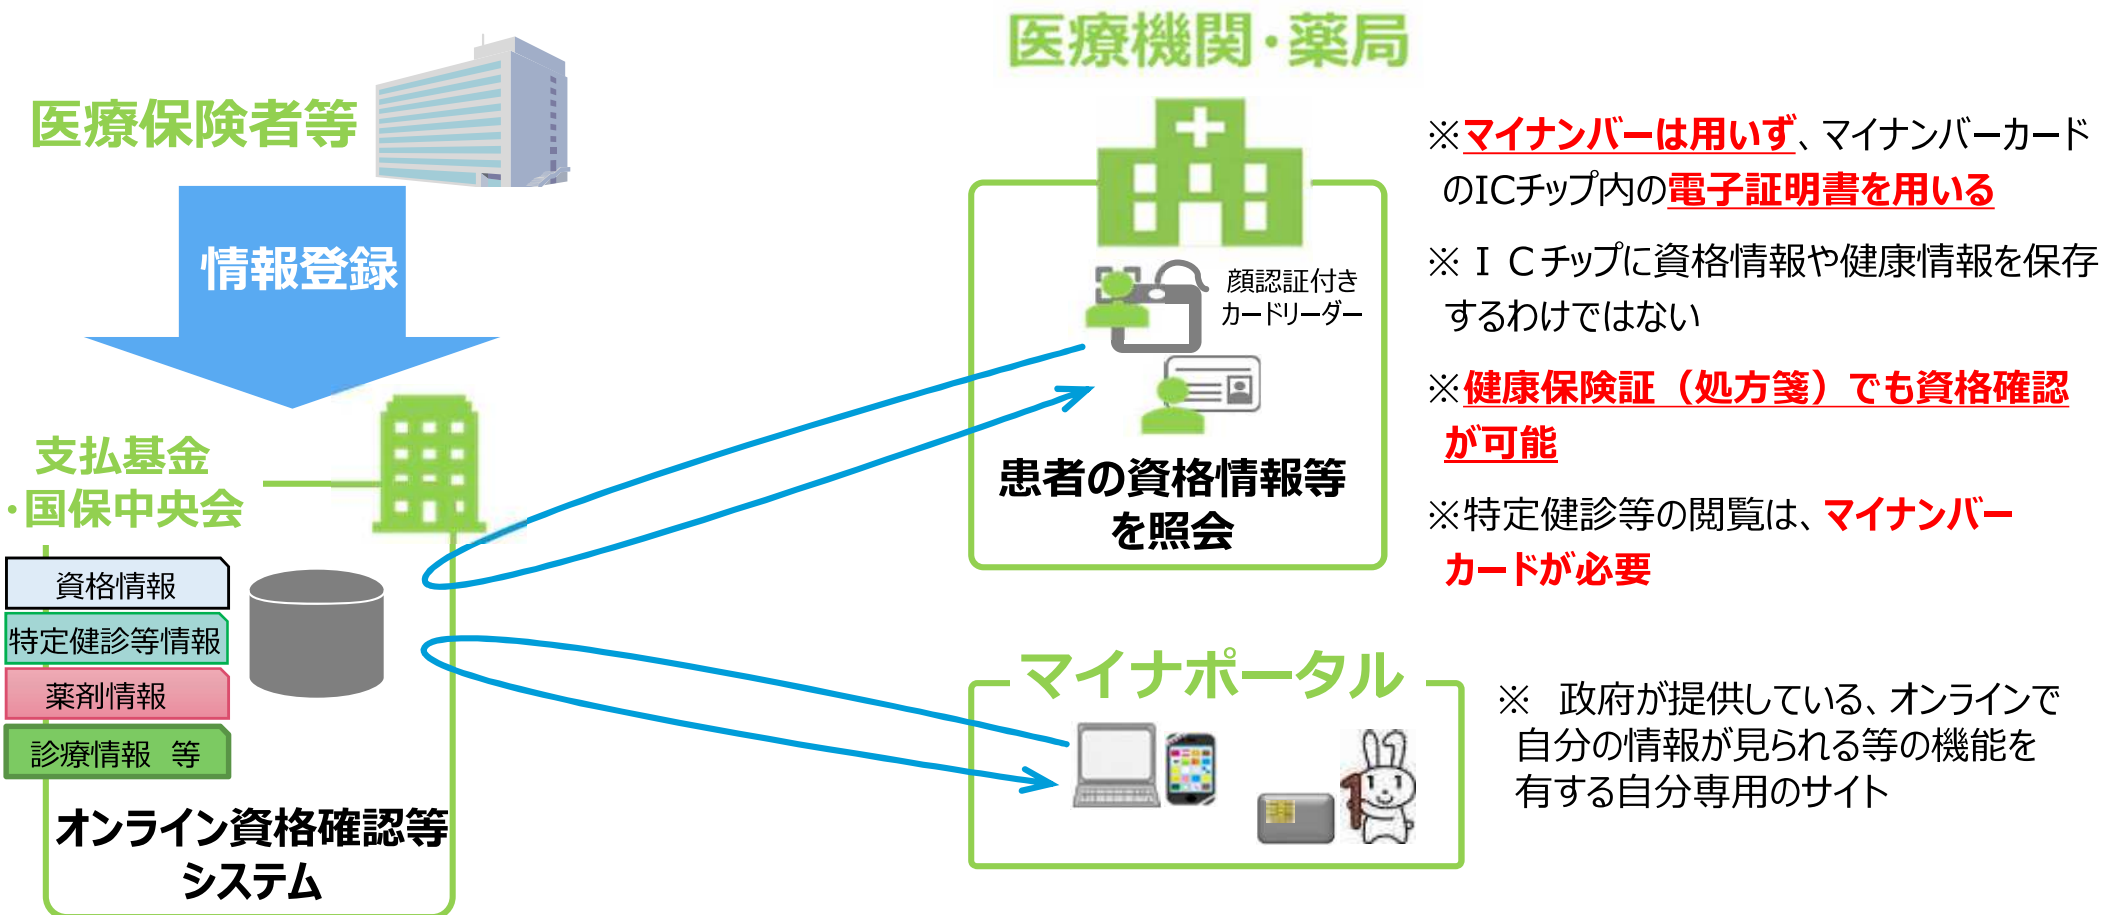 医療保険者等
情報登録
支払基金
・国保中央会
資格情報
特定健診等情報
薬剤情報
診療情報　等
オンライン資格確認等
システム
医療機関・薬局
顔認証付き
カードリーダー
患者の資格情報等
を照会
※マイナンバーは用いず、マイナンバーカード
のICチップ内の電子証明書を用いる
※ＩＣチップに資格情報や健康情報を保存
するわけではない
※健康保険証（処方箋）でも資格確認
が可能
※特定健診等の閲覧は、マイナンバー
カードが必要
マイナポータル
※　政府が提供している、オンラインで
自分の情報が見られる等の機能を
有する自分専用のサイト